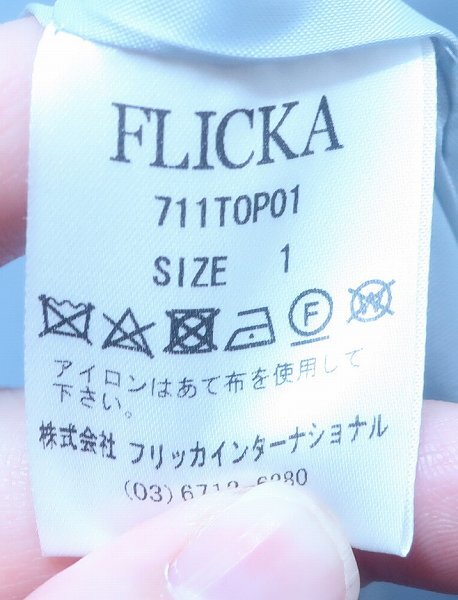 FLICKA
711TOP01
SIZE 1
F
W
アイロンはあて布を使用して
下さい。
株式会社 フリッカインターナショナル
(03)6712-6280